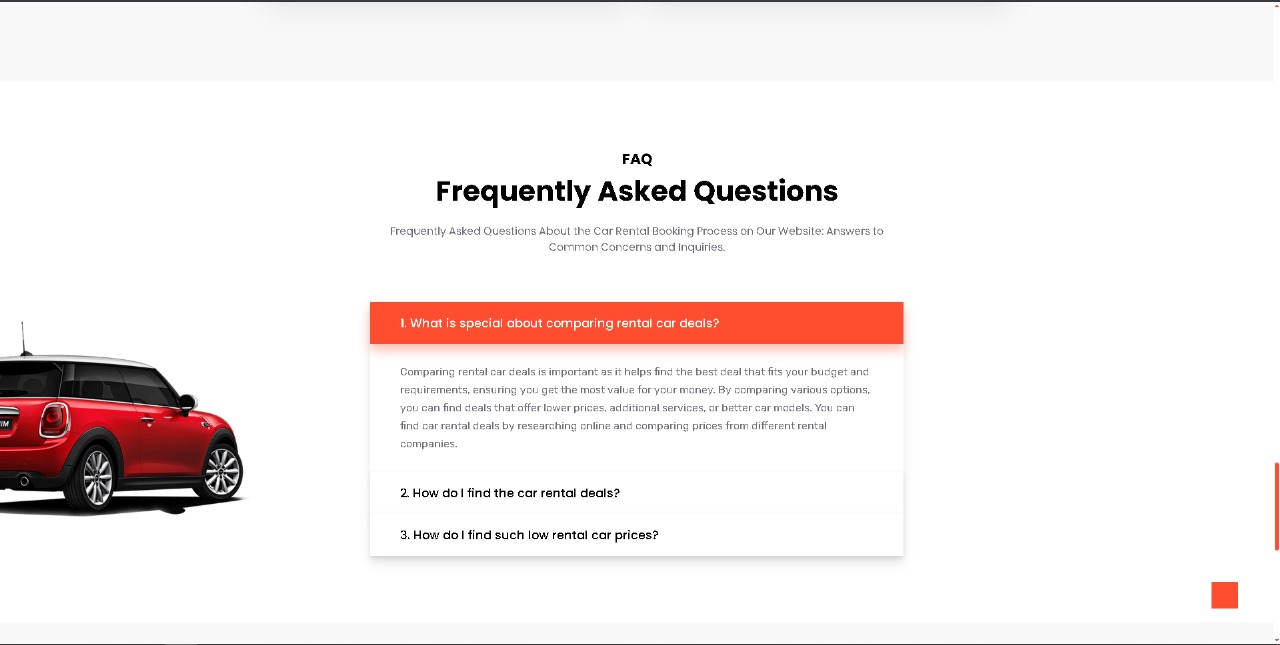 FAQ
Frequently Asked Questions
Frequently Asked Questions About the Car Rental Booking Process on Our Website: Answers to
Common Concerns and Inquiries.
1. What is special about comparing rental car deals?
Comparing rental car deals is important as it helps find the best deal that fits your budget and
requirements, ensuring you get the most value for your money. By comparing various options,
you can find deals that offer lower prices, additional services, or better car models. You can
find car rental deals by researching online and comparing prices from different rental
companies.
2. How do I find the car rental deals?
3. How do I find such low rental car prices?